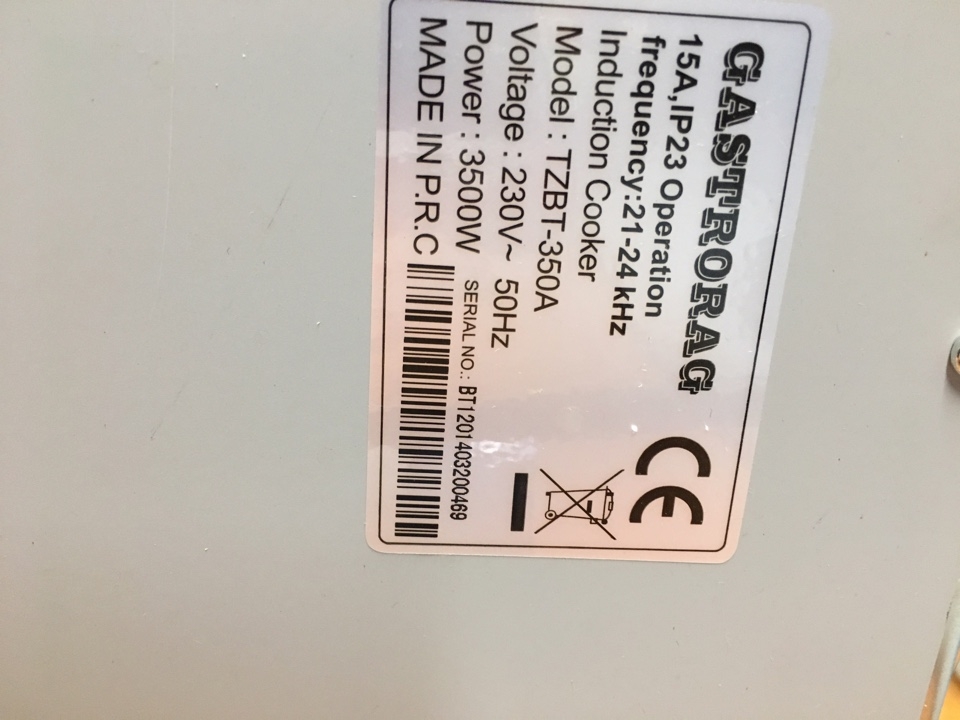 GASTRORAG
15A,IP23 Operation
frequency:21-24 kHz
Induction Cooker
Model : TZBT-350A
Voltage : 230V~ 50Hz
Power : 3500W
SERIAL NO.: BT1201403200469
MADE IN P.R.C
CE